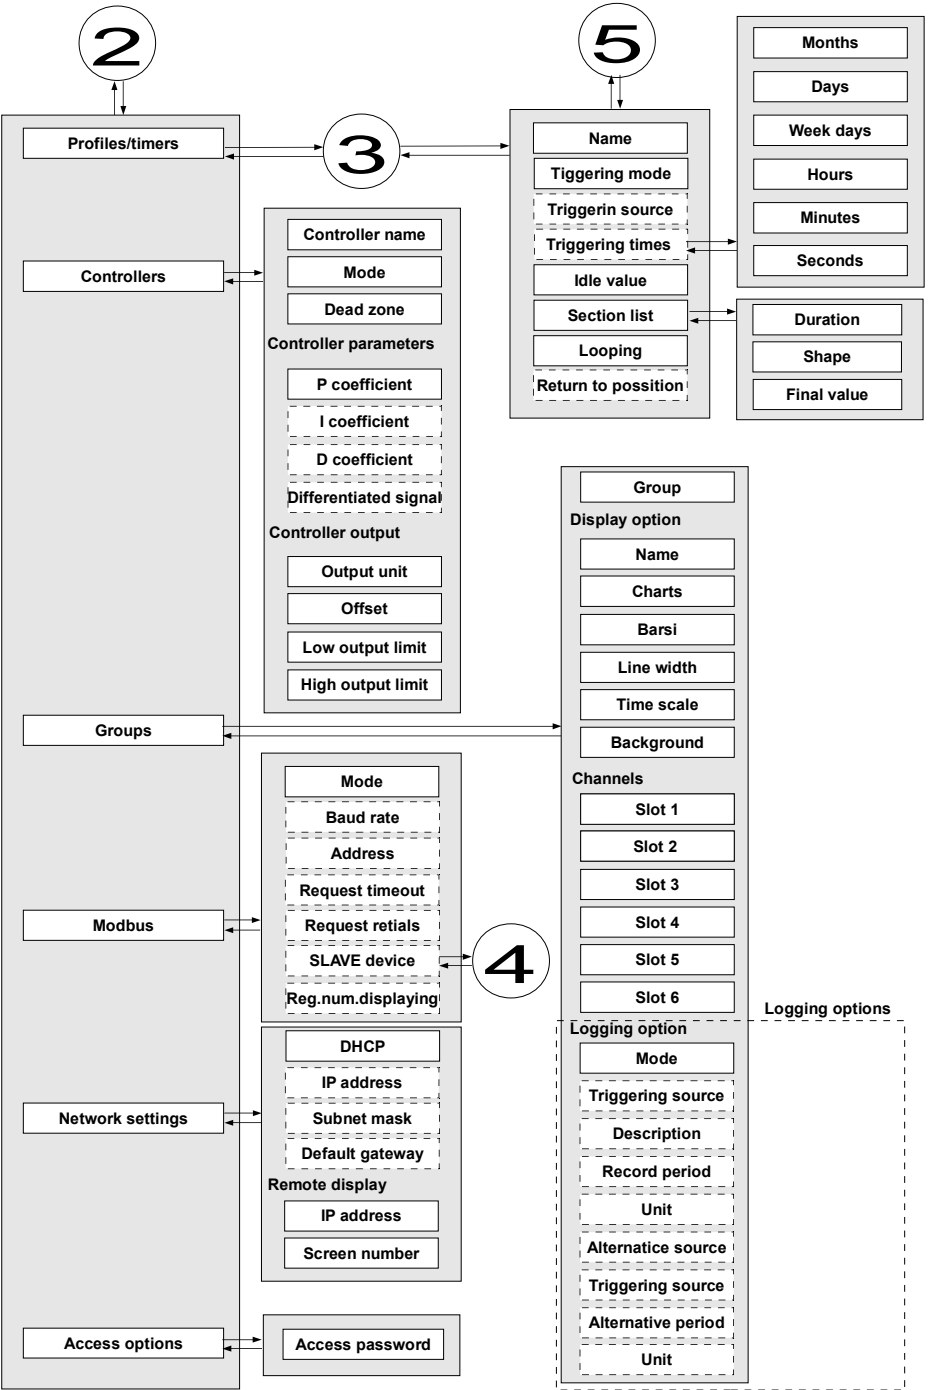 2
5
Profiles/timers
3
Controllers
Groups
Modbus
Network settings
Access options
Controller name
Mode
Dead zone
Controller parameters
P coefficient
I coefficient
D coefficient
Differentiated signal
Controller output
Output unit
Offset
Low output limit
High output limit
Name
Tiggering mode
Triggerin source
Triggering times
Idle value
Section list
Looping
Return to possition
Months
Days
Week days
Hours
Minutes
Seconds
Duration
Shape
Final value
Group
Display option
Name
Charts
Barsi
Line width
Time scale
Background
Channels
Slot 1
Slot 2
Slot 3
Slot 4
Slot 5
Slot 6
Logging options
Logging option
Mode
Triggering source
Description
Record period
Unit
Alternatice source
Triggering source
Alternative period
Unit
Mode
Baud rate
Address
Request timeout
Request retials
SLAVE device
Reg.num.displaying
4
DHCP
IP address
Subnet mask
Default gateway
Remote display
IP address
Screen number
Access password